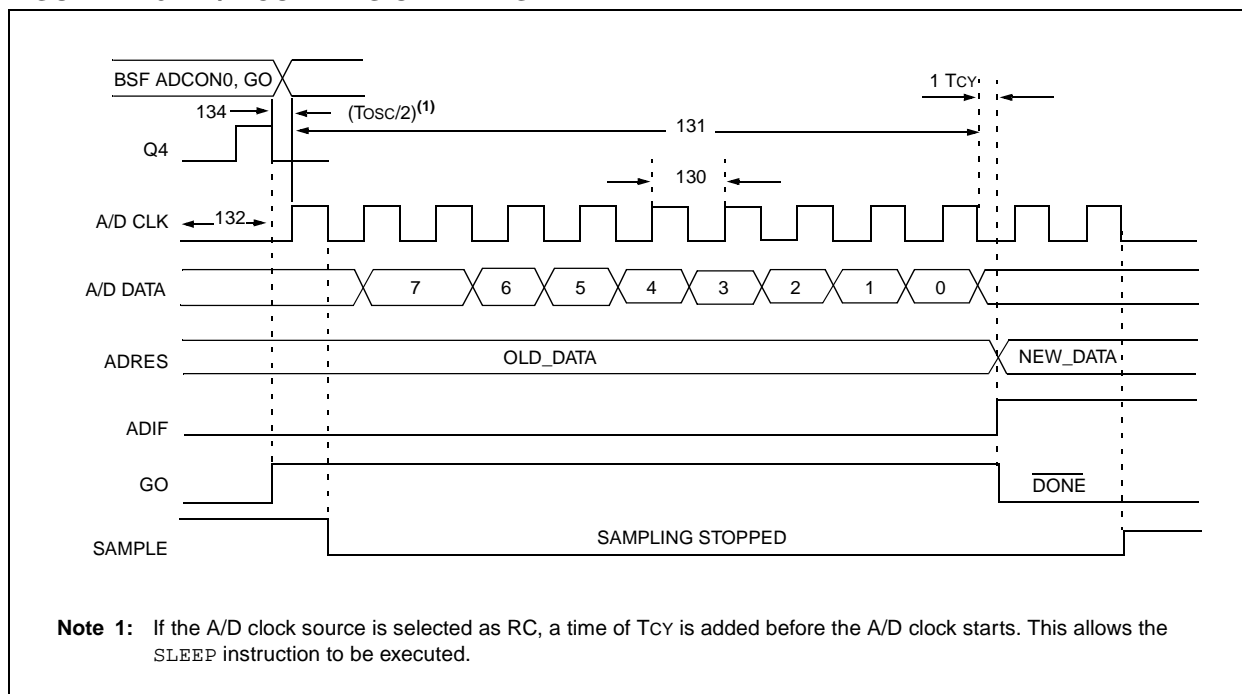 BSF ADCON0, GO
1 TCY
134
(TOSC/2)(1)
131
Q4
130
A/D CLK
132
A/D DATA
7 6 5 4 3 2 1 0
ADRES
OLD_DATA
NEW_DATA
ADIF
GO
DONE
SAMPLE
SAMPLING STOPPED
Note 1: If the A/D clock source is selected as RC, a time of TCY is added before the A/D clock starts. This allows the
SLEEP instruction to be executed.